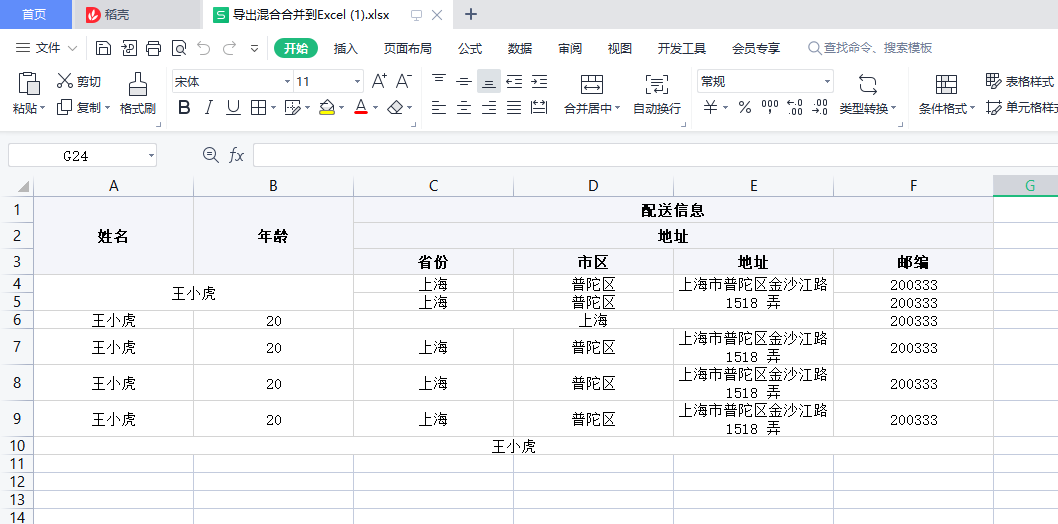 首页 稻壳 S 导出混合合并到Excel (1).xlsx +
文件 开始 插入 页面布局 公式 数据 审阅 视图 开发工具 会员专享 查找命令、搜索模板
粘贴 剪切 复制 格式刷 宋体 11 A+ A- 合并居中 自动换行 常规 类型转换 条件格式 表格样式
B I U A ¥ % 000 .00 .0 单元格样式
G24 fx
A B C D E F G
1 配送信息
2 姓名 年龄 地址
3 省份 市区 地址 邮编
4 王小虎 上海 普陀区 上海市普陀区金沙江路 200333
5 上海 普陀区 1518 弄 200333
6 王小虎 20 上海 200333
7 王小虎 20 上海 普陀区 上海市普陀区金沙江路 200333
1518 弄
8 王小虎 20 上海 普陀区 上海市普陀区金沙江路 200333
1518 弄
9 王小虎 20 上海 普陀区 上海市普陀区金沙江路 200333
1518 弄
10 王小虎
11
12
13
14